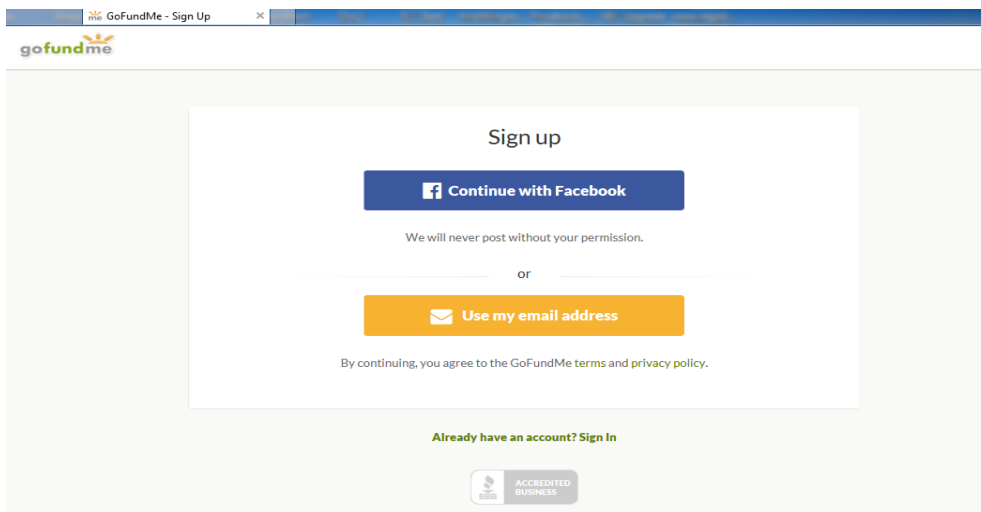 GoFundMe - Sign Up
gofundme
Sign up
Continue with Facebook
We will never post without your permission.
or
Use my email address
By continuing, you agree to the GoFundMe terms and privacy policy.
Already have an account? Sign In
BBB
ACCREDITED
BUSINESS